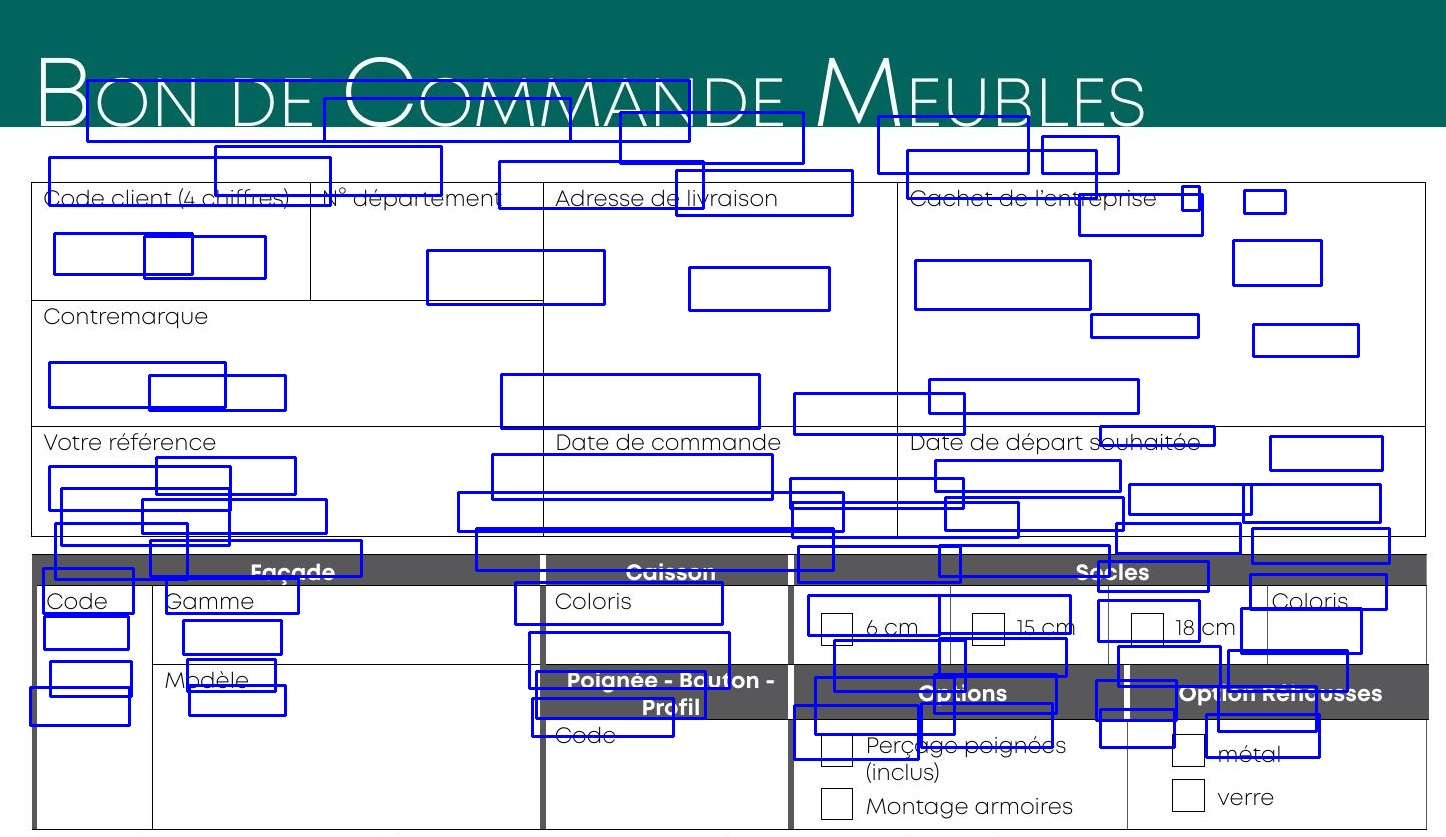 BON DE COMMANDE MEUBLES
Code client (4 chiffres) N° département Adresse de livraison Cachet de l'entreprise
Contremarque
Votre référence Date de commande Date de départ souhaitée
Façade Caisson Socles
Code Gamme Coloris Coloris
6 cm 15 cm 18 cm
Modèle
Poignée - Bouton - Profil Options Option Réhausses
Code
Perçage poignées métal
(inclus)
Montage armoires verre